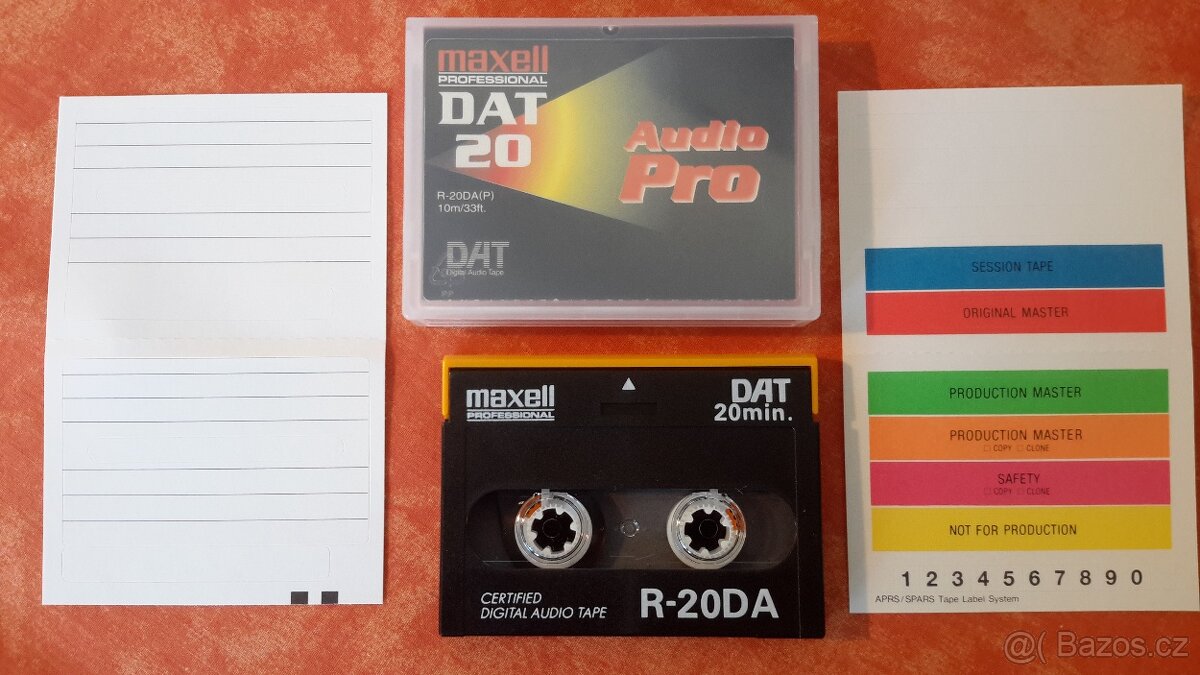 maxell
PROFESSIONAL
DAT
20
R-20DA(P)
10m/33ft.
Audio
Pro
DAT
Digital Audio Tape
PP
maxell
PROFESSIONAL
DAT
20min.
CERTIFIED
DIGITAL AUDIO TAPE
R-20DA
SESSION TAPE
ORIGINAL MASTER
PRODUCTION MASTER
PRODUCTION MASTER
□ COPY □ CLONE
SAFETY
□ COPY □ CLONE
NOT FOR PRODUCTION
1 2 3 4 5 6 7 8 9 0
APRS/SPARS Tape Label System
Bazos.cz